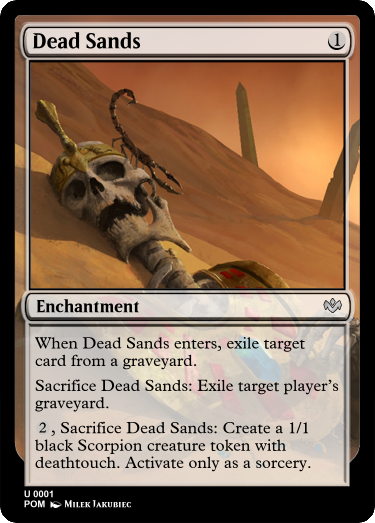 Dead Sands 1
Enchantment
When Dead Sands enters, exile target
card from a graveyard.
Sacrifice Dead Sands: Exile target player's
graveyard.
2 , Sacrifice Dead Sands: Create a 1/1
black Scorpion creature token with
deathtouch. Activate only as a sorcery.
U 0001
POM Milek Jakubiec